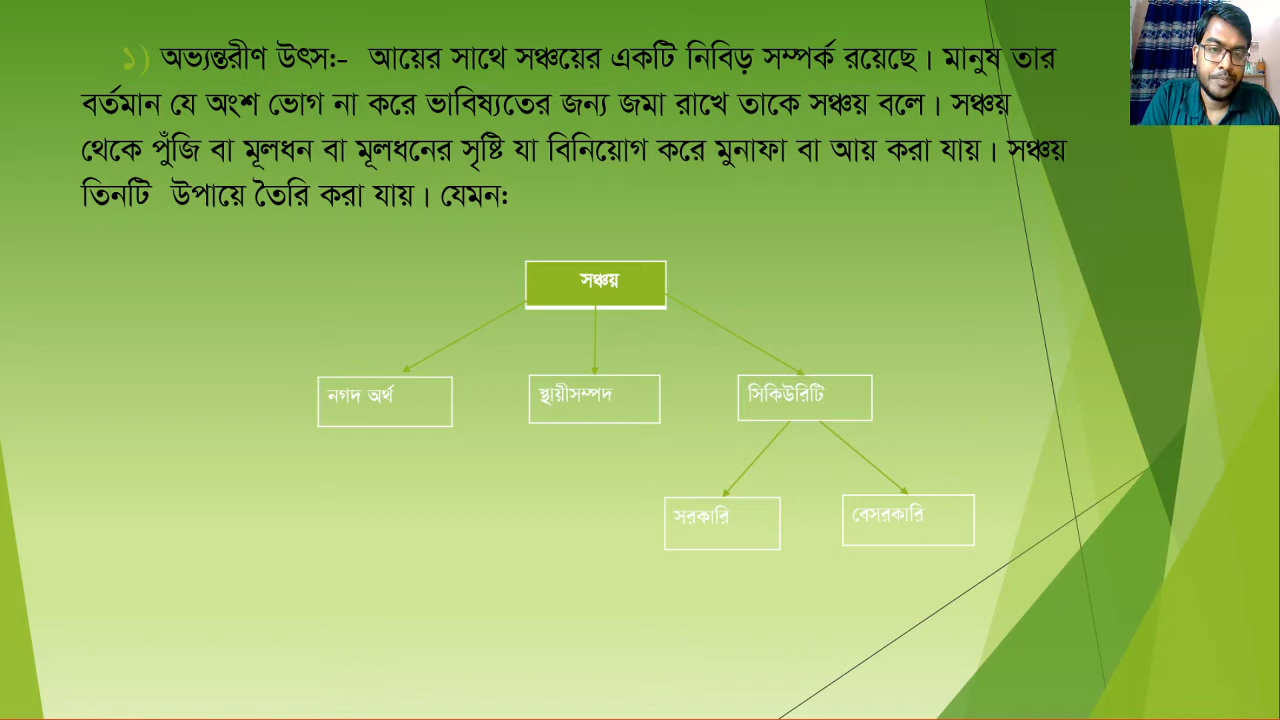 ১) অভ্যন্তরীণ উৎস:- আয়ের সাথে সঞ্চয়ের একটি নিবিড় সম্পর্ক রয়েছে। মানুষ তার
বর্তমান যে অংশ ভোগ না করে ভাবিষ্যতের জন্য জমা রাখে তাকে সঞ্চয় বলে। সঞ্চয়
থেকে পুঁজি বা মূলধন বা মূলধনের সৃষ্টি যা বিনিয়োগ করে মুনাফা বা আয় করা যায়। সঞ্চয়
তিনটি উপায়ে তৈরি করা যায়। যেমন:
সঞ্চয়
নগদ অর্থ
স্থায়ীসম্পদ
সিকিউরিটি
সরকারি
বেসরকারি